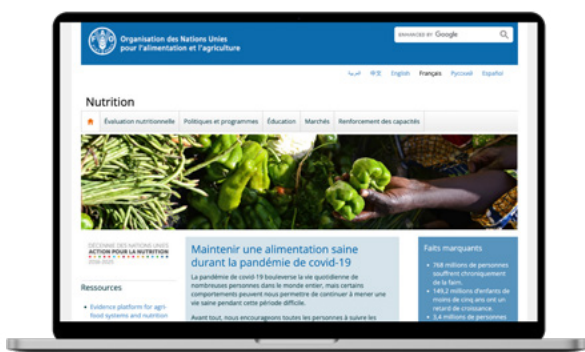 Organisation des Nations Unies
pour l'alimentation et l'agriculture
ENHANCED BY Google
العربية 中文 English Français Русский Español
Nutrition
Évaluation nutritionnelle Politiques et programmes Éducation Marchés Renforcement des capacités
DÉCENNIE DES NATIONS UNIES
ACTION POUR LA NUTRITION
2016-2025
Ressources
Evidence platform for agri-
food systems and nutrition
Maintenir une alimentation saine
durant la pandémie de covid-19
La pandémie de covid-19 bouleverse la vie quotidienne de
nombreuses personnes dans le monde entier, mais certains
comportements peuvent nous permettre de continuer à mener une
vie saine pendant cette période difficile.
Avant tout, nous encourageons toutes les personnes à suivre les
Faits marquants
768 millions de personnes
souffrent chroniquement
de la faim.
149,2 millions d'enfants de
moins de cinq ans ont un
retard de croissance.
3,4 millions de personnes